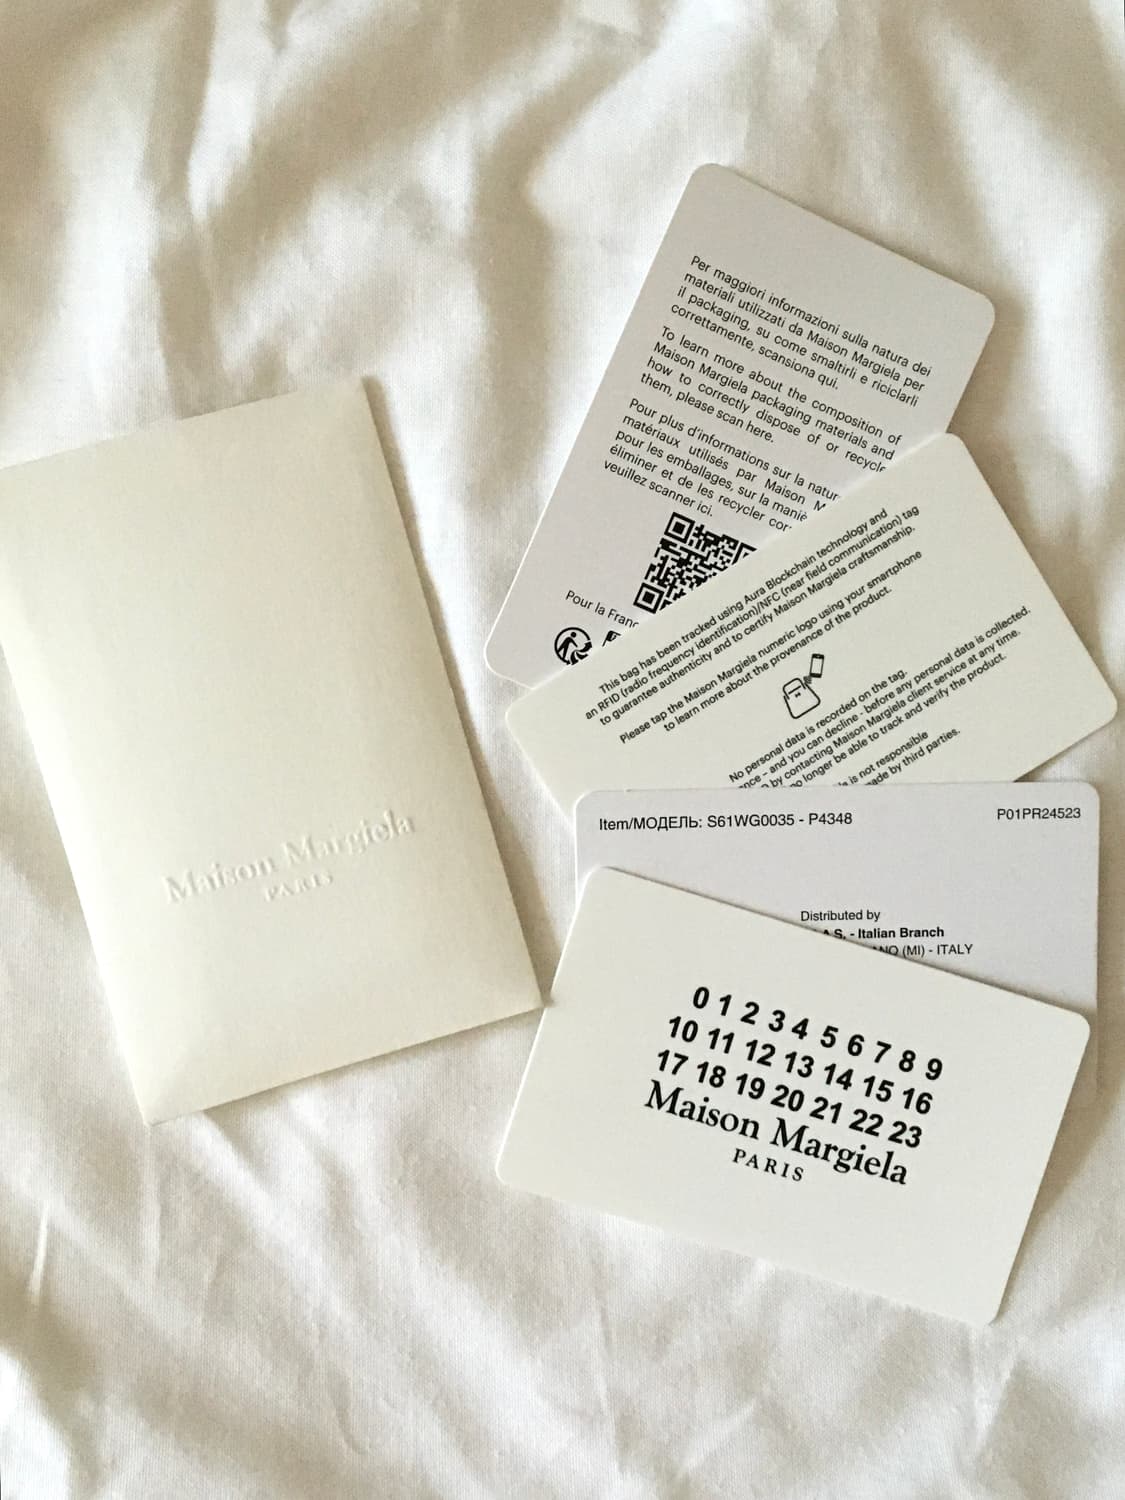 Maison Margiela
PARIS
Per maggiori informazioni sulla natura dei
materiali utilizzati da Maison Margiela per
il packaging, su come smaltirli e riciclarli
correttamente, scansiona qui.
To learn more about the composition of
Maison Margiela packaging materials and
how to correctly dispose of or recycle
them, please scan here.
Pour plus d'informations sur la natur
matériaux utilisés par Maison M
pour les emballages, sur la maniè
éliminer et de les recycler cor
veuillez scanner ici.
Pour la Franc
This bag has been tracked using Aura Blockchain technology and
an RFID (radio frequency identification)/NFC (near field communication) tag
to guarantee authenticity and to certify Maison Margiela craftsmanship.
Please tap the Maison Margiela numeric logo using your smartphone
to learn more about the provenance of the product.
No personal data is recorded on the tag.
nce - and you can decline - before any personal data is collected.
by contacting Maison Margiela client service at any time.
no longer be able to track and verify the product.
is not responsible
made by third parties.
Item/МОДЕЛЬ: S61WG0035 - P4348
P01PR24523
Distributed by
A.S. - Italian Branch
NO (MI) - ITALY
0 1 2 3 4 5 6 7 8 9
10 11 12 13 14 15 16
17 18 19 20 21 22 23
Maison Margiela
PARIS